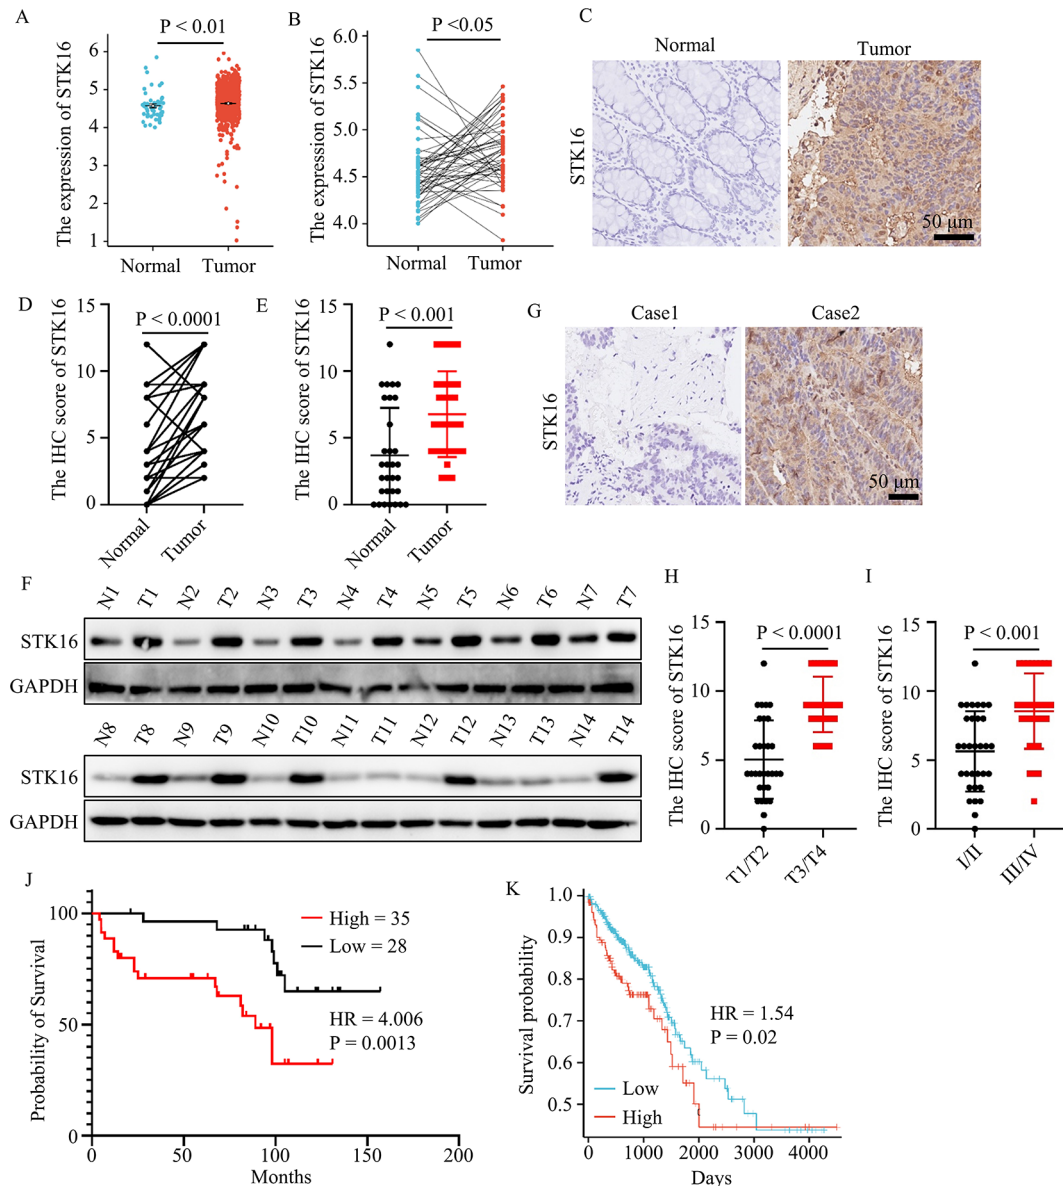 A
P < 0.01
The expression of STK16
6
5
4
3
2
1
Normal
Tumor
B
P <0.05
The expression of STK16
6.0
5.5
5.0
4.5
4.0
Normal
Tumor
C
Normal
Tumor
STK16
50 μm
D
P < 0.0001
The IHC score of STK16
15
10
5
0
Normal
Tumor
E
P < 0.001
The IHC score of STK16
15
10
5
0
Normal
Tumor
G
Case1
Case2
STK16
50 μm
F
N1 T1 N2 T2 N3 T3 N4 T4 N5 T5 N6 T6 N7 T7
STK16
GAPDH
N8 T8 N9 T9 N10 T10 N11 T11 N12 T12 N13 T13 N14 T14
STK16
GAPDH
H
P < 0.0001
The IHC score of STK16
15
10
5
0
T1/T2
T3/T4
I
P < 0.001
The IHC score of STK16
15
10
5
0
I/II
III/IV
J
Probability of Survival
100
50
0
High = 35
Low = 28
HR = 4.006
P = 0.0013
0 50 100 150 200
Months
K
Survival probability
1.0
0.9
0.8
0.7
0.6
0.5
HR = 1.54
P = 0.02
Low
High
0 1000 2000 3000 4000
Days